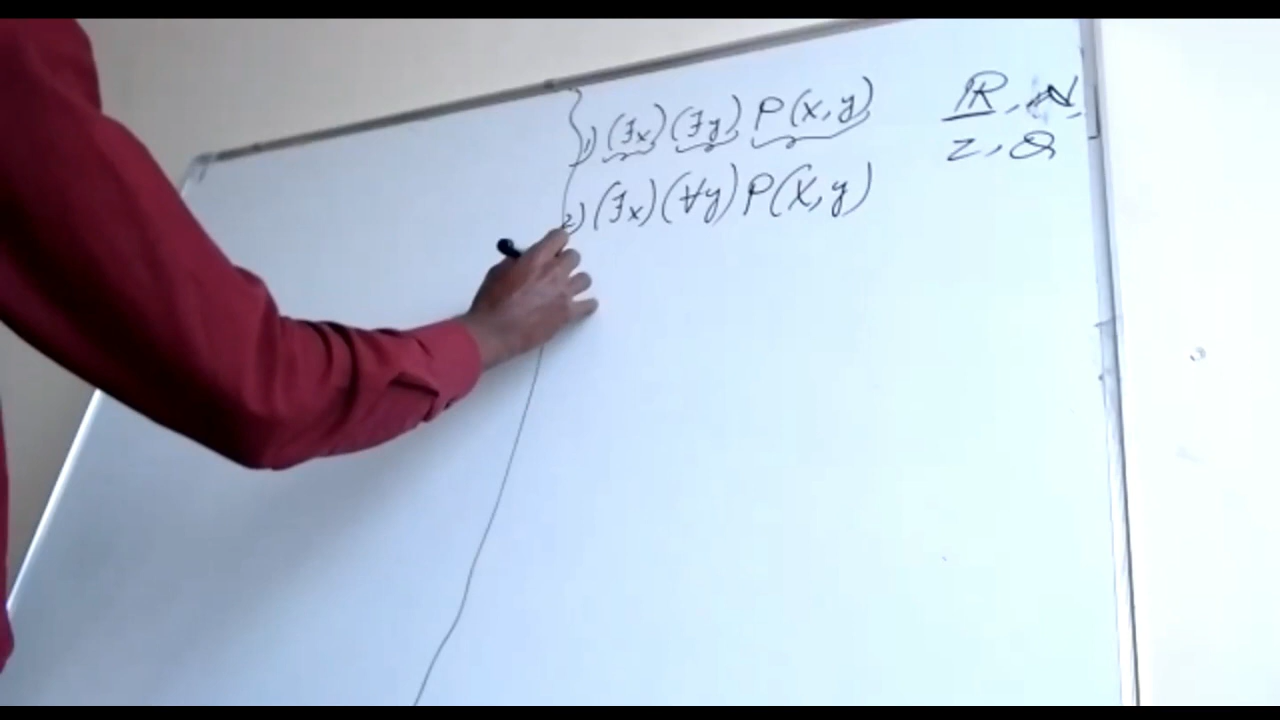 1) (∃x)(∃y) P(x,y)
2) (∃x)(∀y) P(x,y)
ℝ, ℕ,
Z, Q